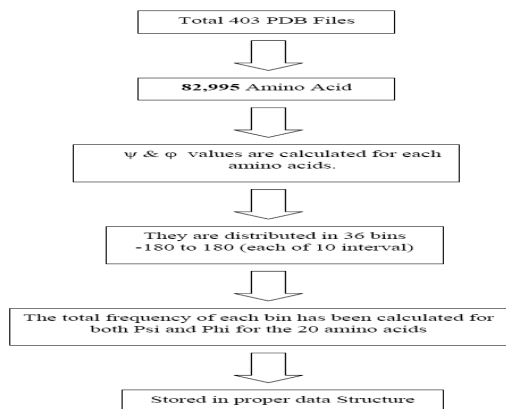 Total 403 PDB Files
82,995 Amino Acid
ψ & φ values are calculated for each
amino acids.
They are distributed in 36 bins
-180 to 180 (each of 10 interval)
The total frequency of each bin has been calculated for
both Psi and Phi for the 20 amino acids
Stored in proper data Structure